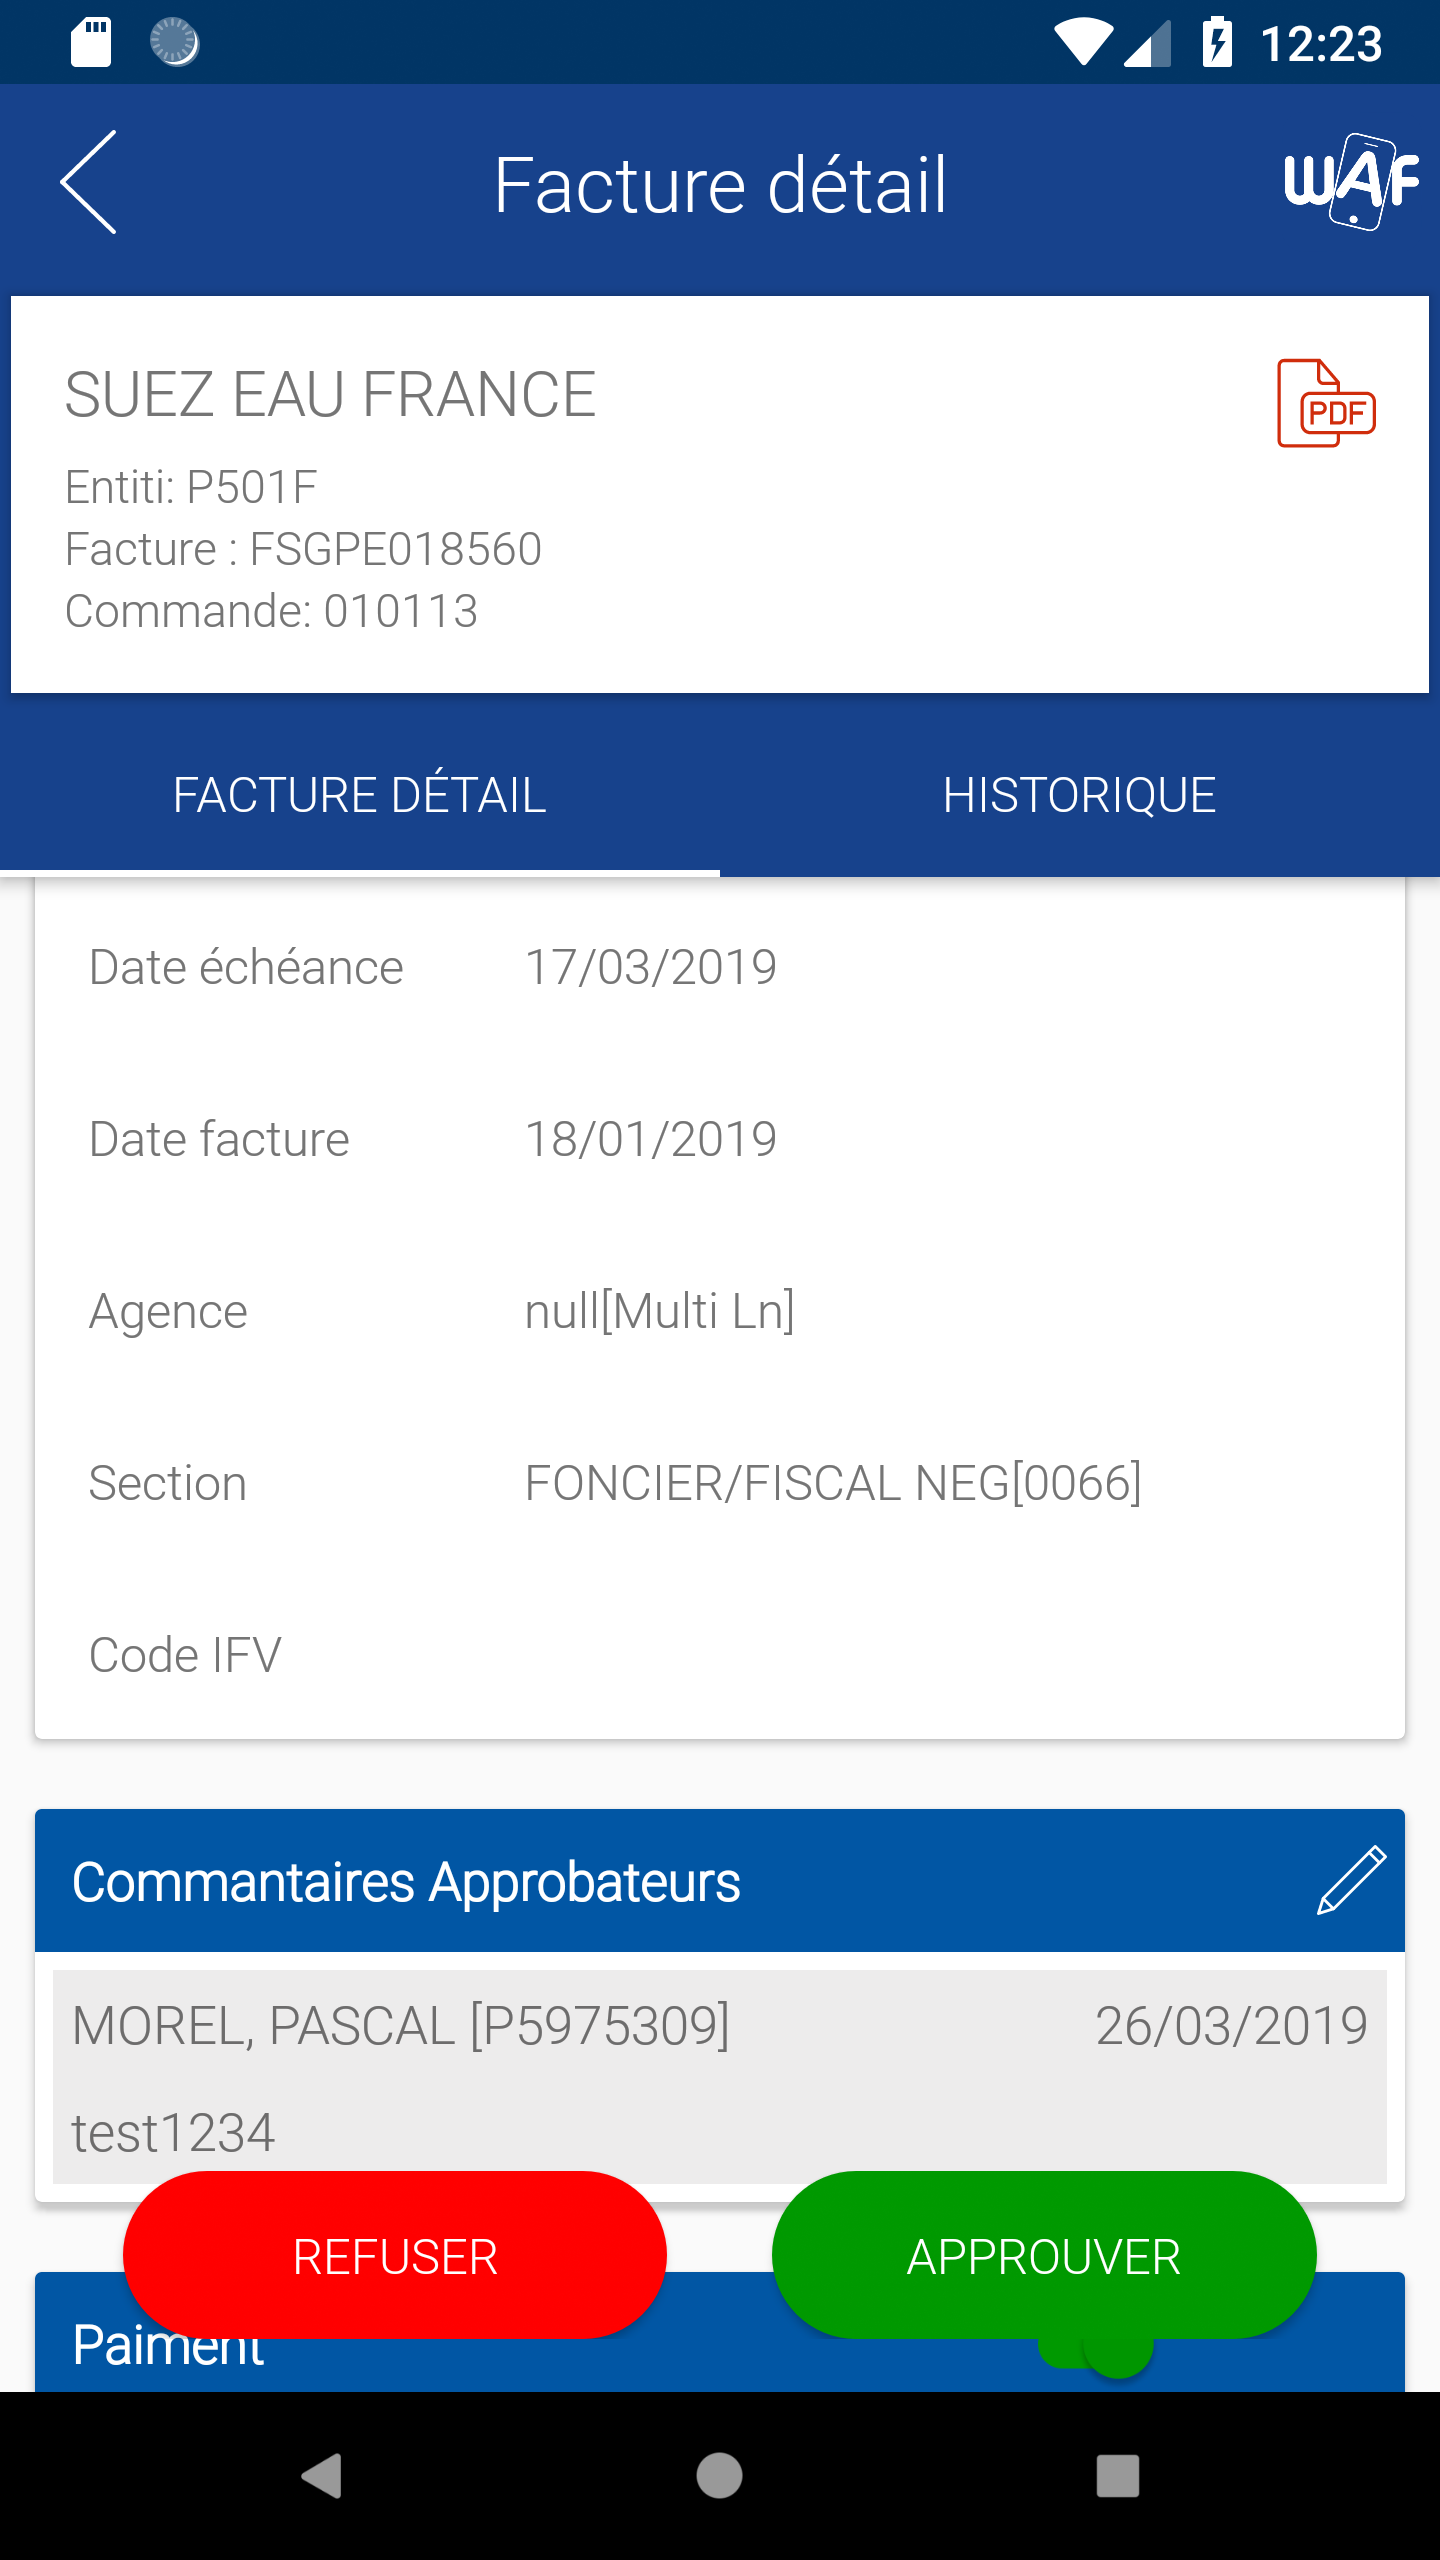 12:23
Facture détail
WAF
SUEZ EAU FRANCE
PDF
Entiti: P501F
Facture : FSGPE018560
Commande: 010113
FACTURE DÉTAIL
HISTORIQUE
Date échéance 17/03/2019
Date facture 18/01/2019
Agence null[Multi Ln]
Section FONCIER/FISCAL NEG[0066]
Code IFV
Commantaires Approbateurs
MOREL, PASCAL [P5975309] 26/03/2019
test1234
REFUSER
APPROUVER
Paiment